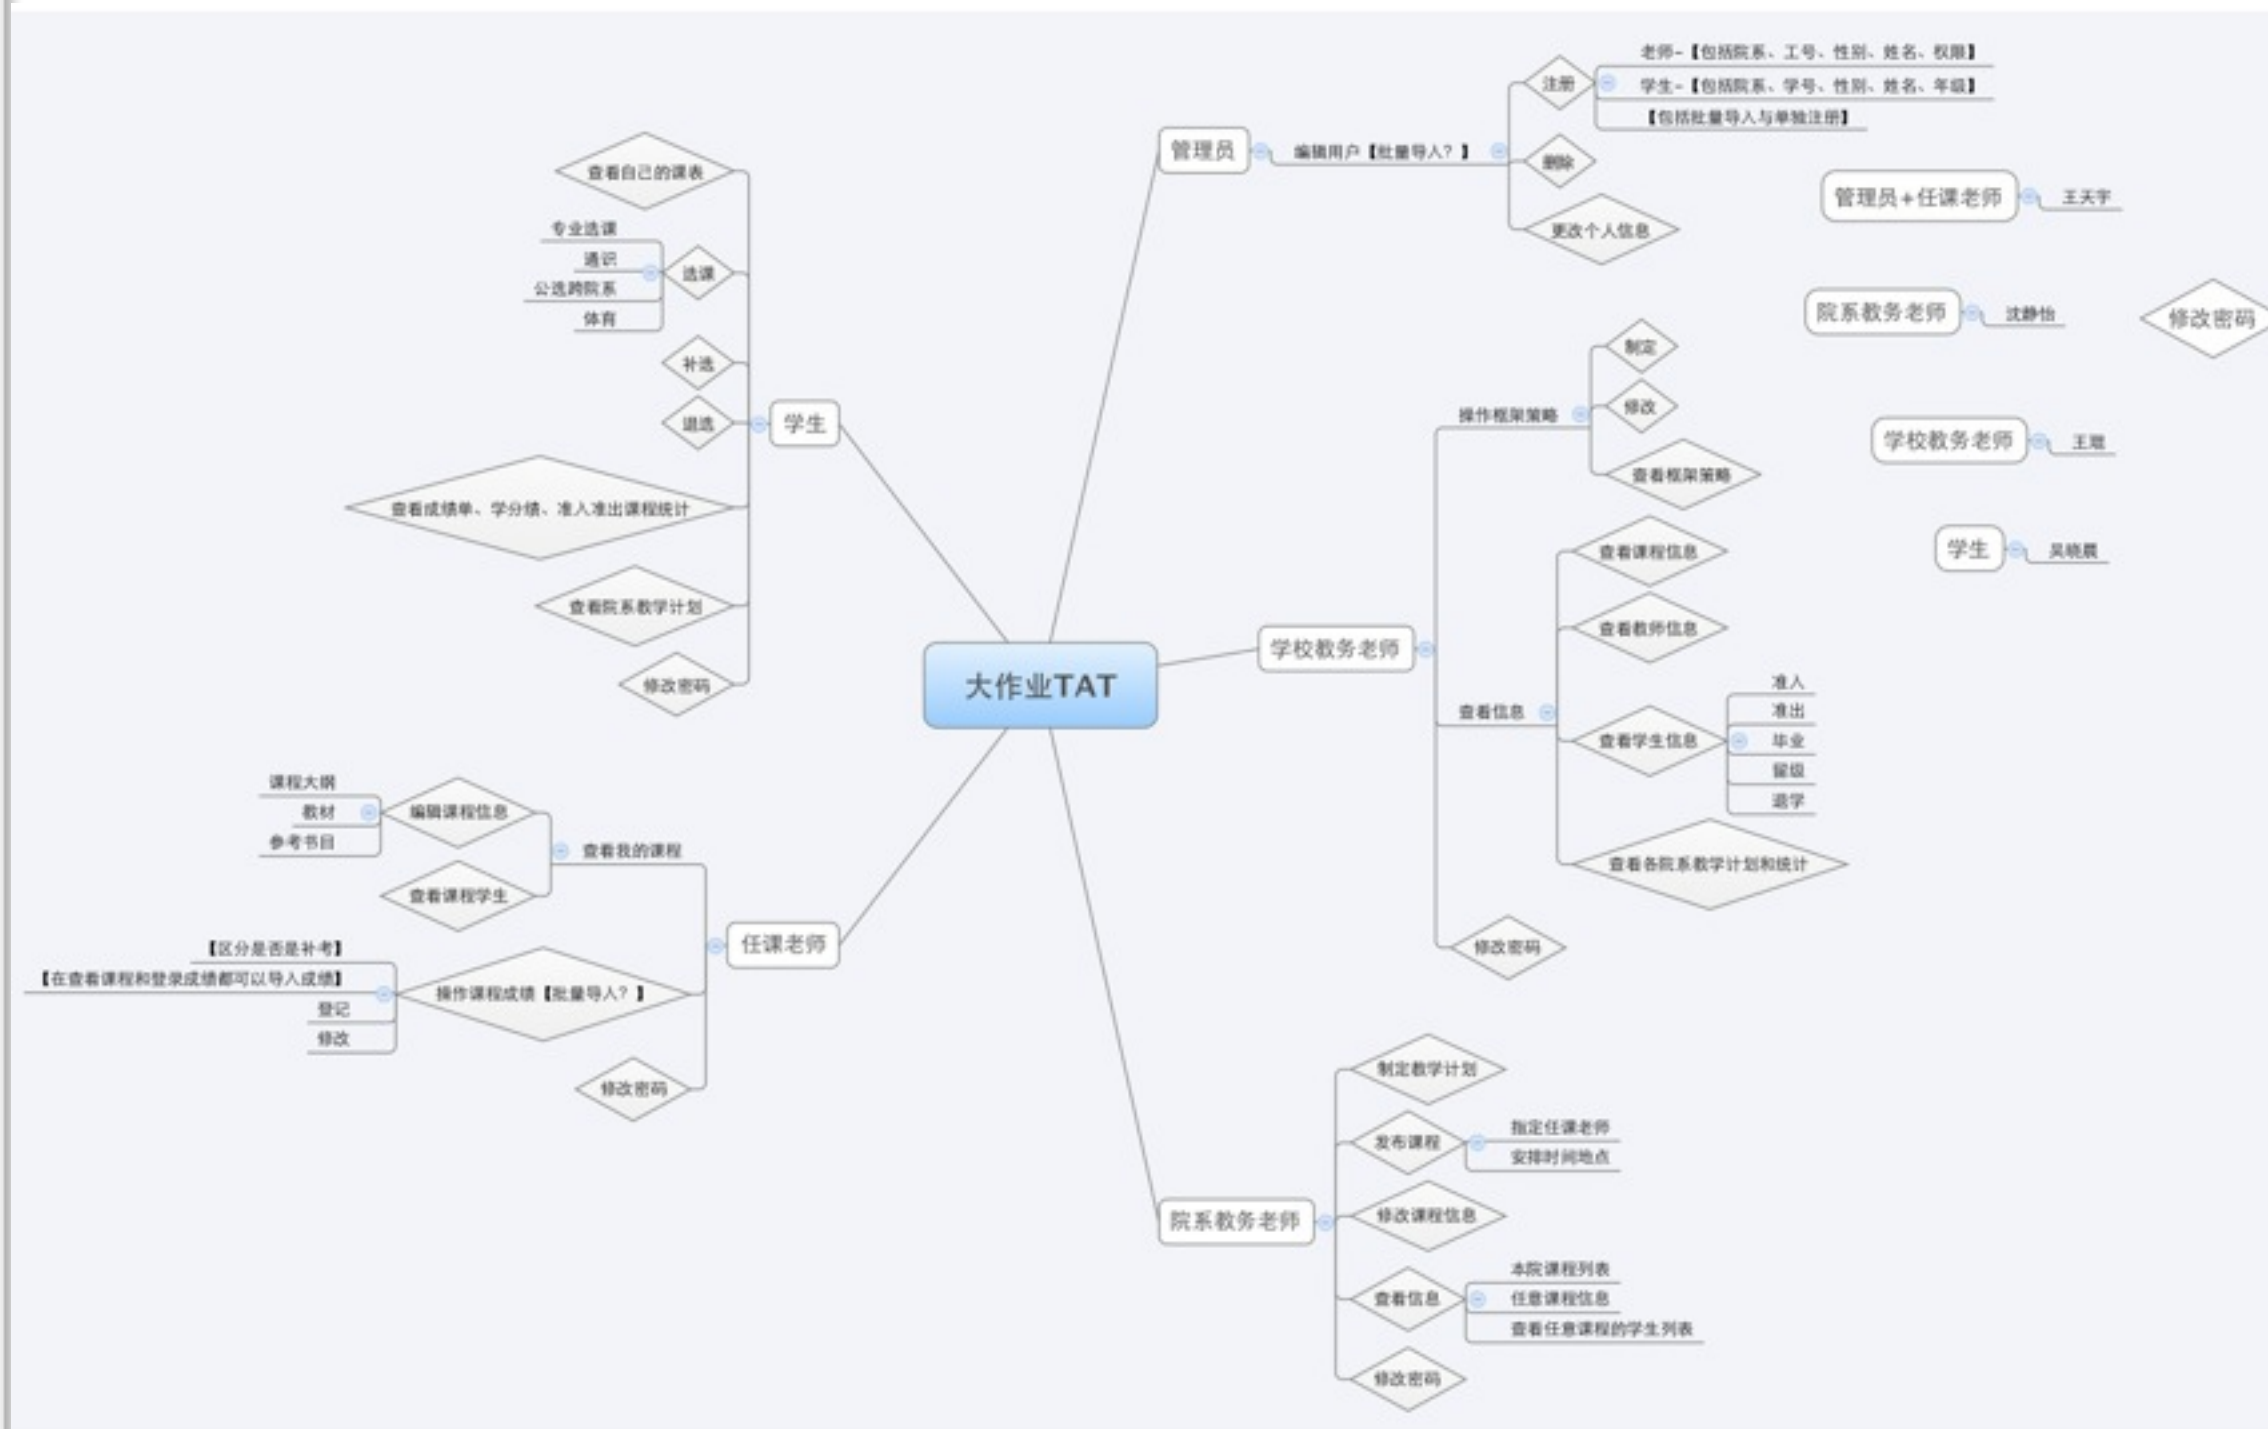 大作业TAT
管理员
编辑用户【批量导入？】
注册
老师-【包括院系、工号、性别、姓名、权限】
学生-【包括院系、学号、性别、姓名、年级】
【包括批量导入与单独注册】
删除
更改个人信息
学校教务老师
操作框架策略
制定
修改
查看框架策略
查看信息
查看课程信息
查看教师信息
查看学生信息
准入
准出
毕业
留级
退学
查看各院系教学计划和统计
修改密码
院系教务老师
制定教学计划
发布课程
指定任课老师
安排时间地点
修改课程信息
查看信息
本院课程列表
任意课程信息
查看任意课程的学生列表
修改密码
学生
查看自己的课表
选课
专业选课
通识
公选跨院系
体育
补选
退选
查看成绩单、学分绩、准入准出课程统计
查看院系教学计划
修改密码
任课老师
查看我的课程
编辑课程信息
课程大纲
教材
参考书目
查看课程学生
操作课程成绩【批量导入？】
【区分是否是补考】
【在查看课程和登录成绩都可以导入成绩】
登记
修改
修改密码
管理员+任课老师
王天宇
院系教务老师
沈静怡
修改密码
学校教务老师
王琨
学生
吴晓晨